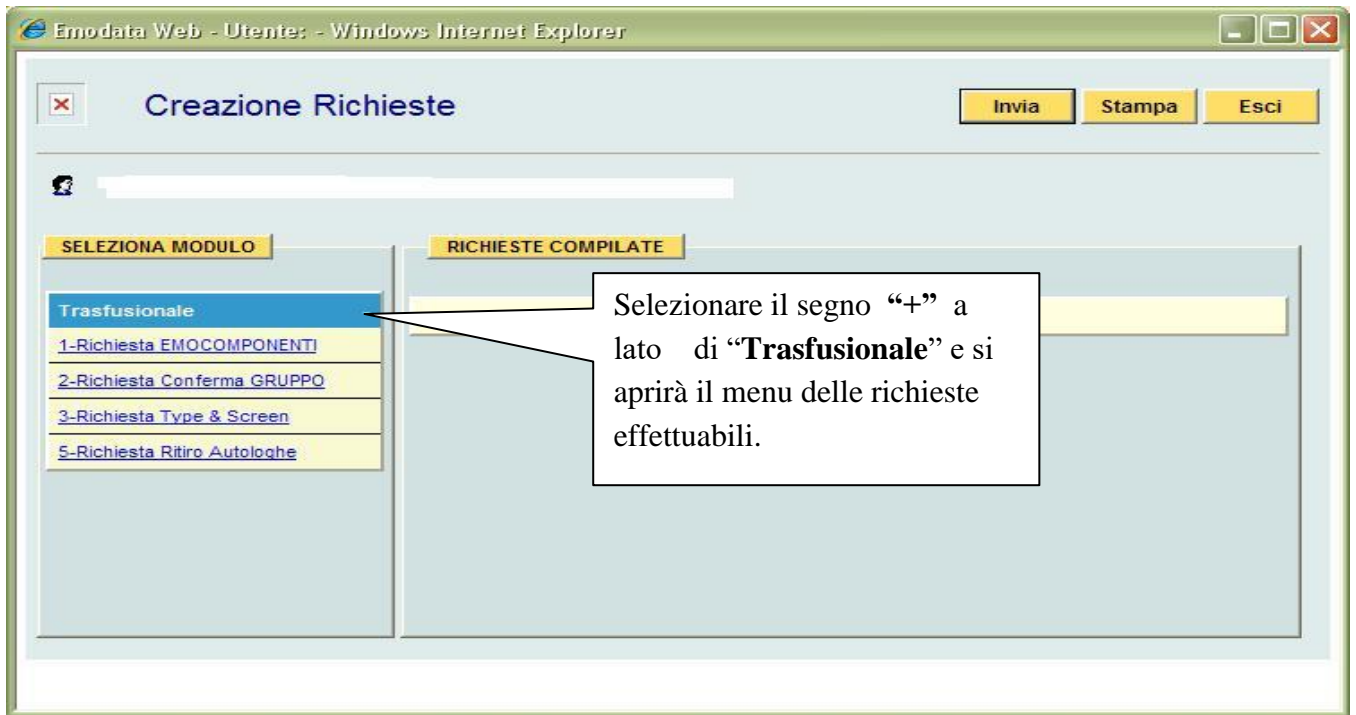 Emodata Web - Utente: - Windows Internet Explorer
Creazione Richieste
Invia Stampa Esci
SELEZIONA MODULO
RICHIESTE COMPILATE
Trasfusionale
1-Richiesta EMOCOMPONENTI
2-Richiesta Conferma GRUPPO
3-Richiesta Type & Screen
5-Richiesta Ritiro Autologhe
Selezionare il segno “+” a
lato di “Trasfusionale” e si
aprirà il menu delle richieste
effettuabili.